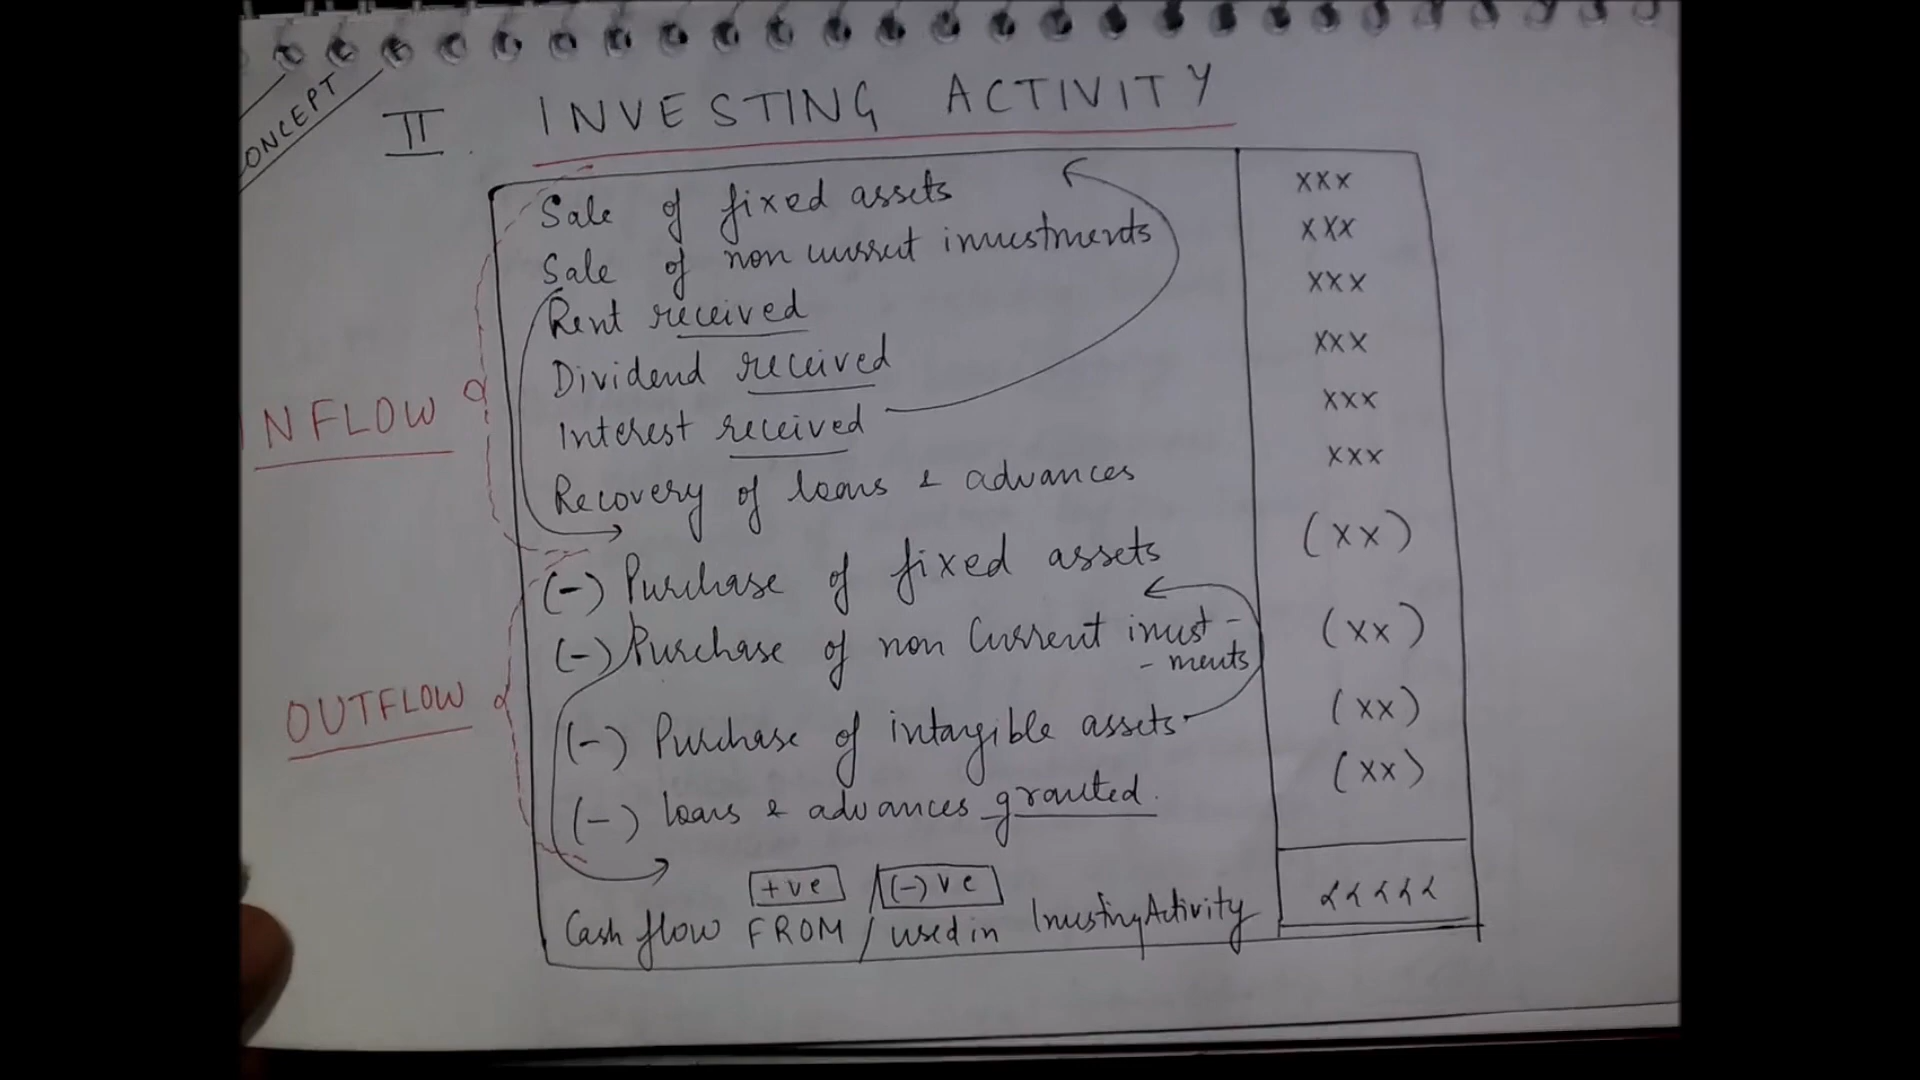 CONCEPT
II. INVESTING ACTIVITY
Sale of fixed assets xxx
Sale of non current investments xxx
Rent received xxx
Dividend received xxx
Interest received xxx
Recovery of loans & advances xxx
INFLOW
(-) Purchase of fixed assets (xx)
(-) Purchase of non Current invest-
-ments (xx)
(-) Purchase of intangible assets (xx)
(-) loans & advances granted. (xx)
OUTFLOW
+ve / (-)ve
Cash flow FROM / used in Investing Activity